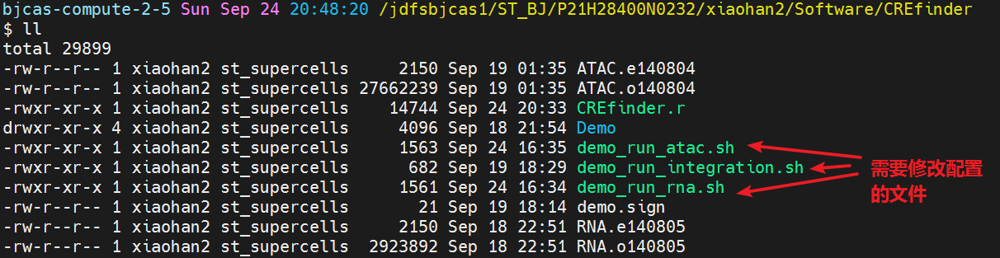 bjcas-compute-2-5 Sun Sep 24 20:48:20 /jdfsbjcas1/ST_BJ/P21H28400N0232/xiaohan2/Software/CREfinder
$ ll
total 29899
-rw-r--r-- 1 xiaohan2 st_supercells     2150 Sep 19 01:35 ATAC.e140804
-rw-r--r-- 1 xiaohan2 st_supercells 27662239 Sep 19 01:35 ATAC.o140804
-rwxr-xr-x 1 xiaohan2 st_supercells    14744 Sep 24 20:33 CREfinder.r
drwxr-xr-x 4 xiaohan2 st_supercells     4096 Sep 18 21:54 Demo
-rwxr-xr-x 1 xiaohan2 st_supercells     1563 Sep 24 16:35 demo_run_atac.sh
-rwxr-xr-x 1 xiaohan2 st_supercells      682 Sep 19 18:29 demo_run_integration.sh
-rwxr-xr-x 1 xiaohan2 st_supercells     1561 Sep 24 16:34 demo_run_rna.sh
-rw-r--r-- 1 xiaohan2 st_supercells       21 Sep 19 18:14 demo.sign
-rw-r--r-- 1 xiaohan2 st_supercells     2150 Sep 18 22:51 RNA.e140805
-rw-r--r-- 1 xiaohan2 st_supercells  2923892 Sep 18 22:51 RNA.o140805
需要修改配置
的文件